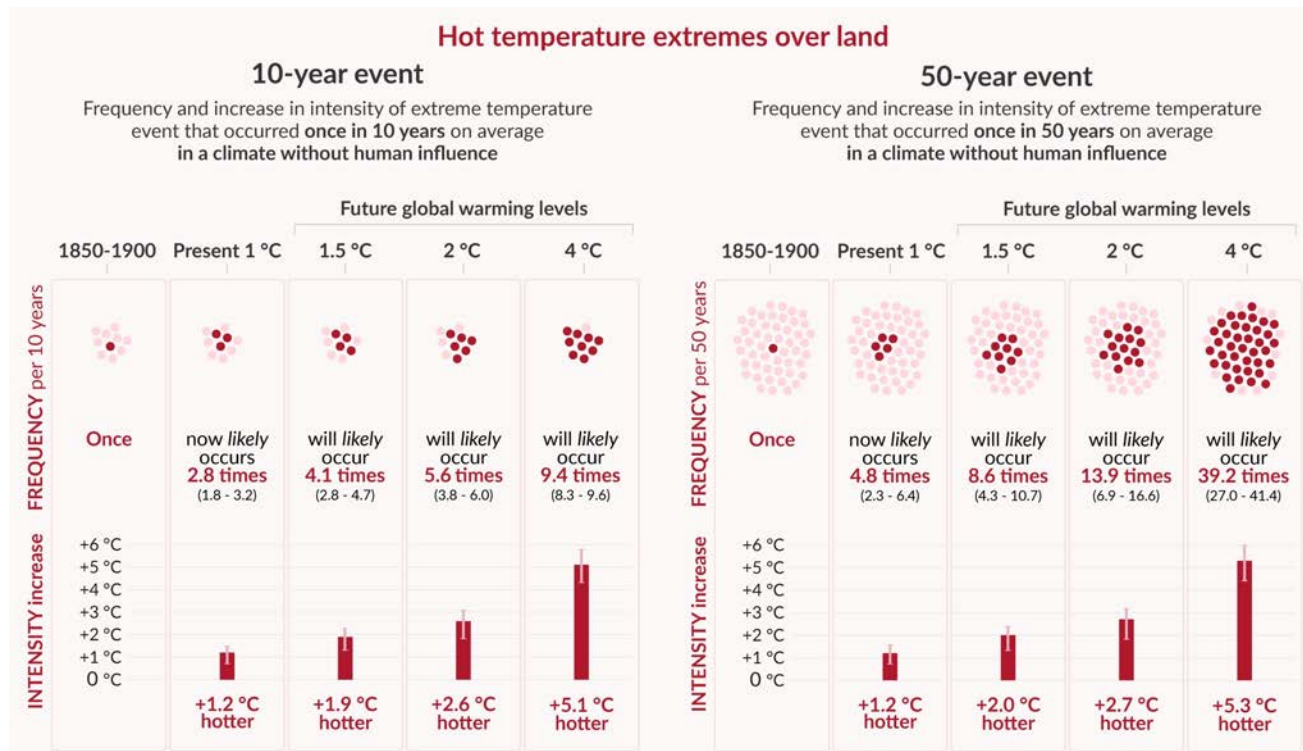 Hot temperature extremes over land
10-year event
Frequency and increase in intensity of extreme temperature
event that occurred once in 10 years on average
in a climate without human influence
Future global warming levels
1850-1900 Present 1 °C 1.5 °C 2 °C 4 °C
FREQUENCY per 10 years
Once
now likely
occurs
2.8 times
(1.8 - 3.2)
will likely
occur
4.1 times
(2.8 - 4.7)
will likely
occur
5.6 times
(3.8 - 6.0)
will likely
occur
9.4 times
(8.3 - 9.6)
INTENSITY increase
+6 °C
+5 °C
+4 °C
+3 °C
+2 °C
+1 °C
0 °C
+1.2 °C
hotter
+1.9 °C
hotter
+2.6 °C
hotter
+5.1 °C
hotter
50-year event
Frequency and increase in intensity of extreme temperature
event that occurred once in 50 years on average
in a climate without human influence
Future global warming levels
1850-1900 Present 1 °C 1.5 °C 2 °C 4 °C
FREQUENCY per 50 years
Once
now likely
occurs
4.8 times
(2.3 - 6.4)
will likely
occur
8.6 times
(4.3 - 10.7)
will likely
occur
13.9 times
(6.9 - 16.6)
will likely
occur
39.2 times
(27.0 - 41.4)
INTENSITY increase
+6 °C
+5 °C
+4 °C
+3 °C
+2 °C
+1 °C
0 °C
+1.2 °C
hotter
+2.0 °C
hotter
+2.7 °C
hotter
+5.3 °C
hotter